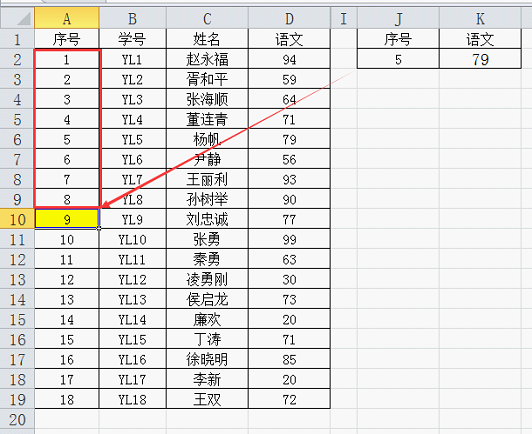 A B C D I J K
1 序号 学号 姓名 语文 序号 语文
2 1 YL1 赵永福 94 5 79
3 2 YL2 胥和平 59
4 3 YL3 张海顺 64
5 4 YL4 董连青 71
6 5 YL5 杨帆 79
7 6 YL6 尹静 56
8 7 YL7 王丽利 93
9 8 YL8 孙树举 90
10 9 YL9 刘忠诚 77
11 10 YL10 张勇 99
12 11 YL11 秦勇 63
13 12 YL12 凌勇刚 30
14 13 YL13 侯启龙 73
15 14 YL14 廉欢 20
16 15 YL15 丁涛 71
17 16 YL16 徐晓明 85
18 17 YL17 李新 20
19 18 YL18 王双 72
20